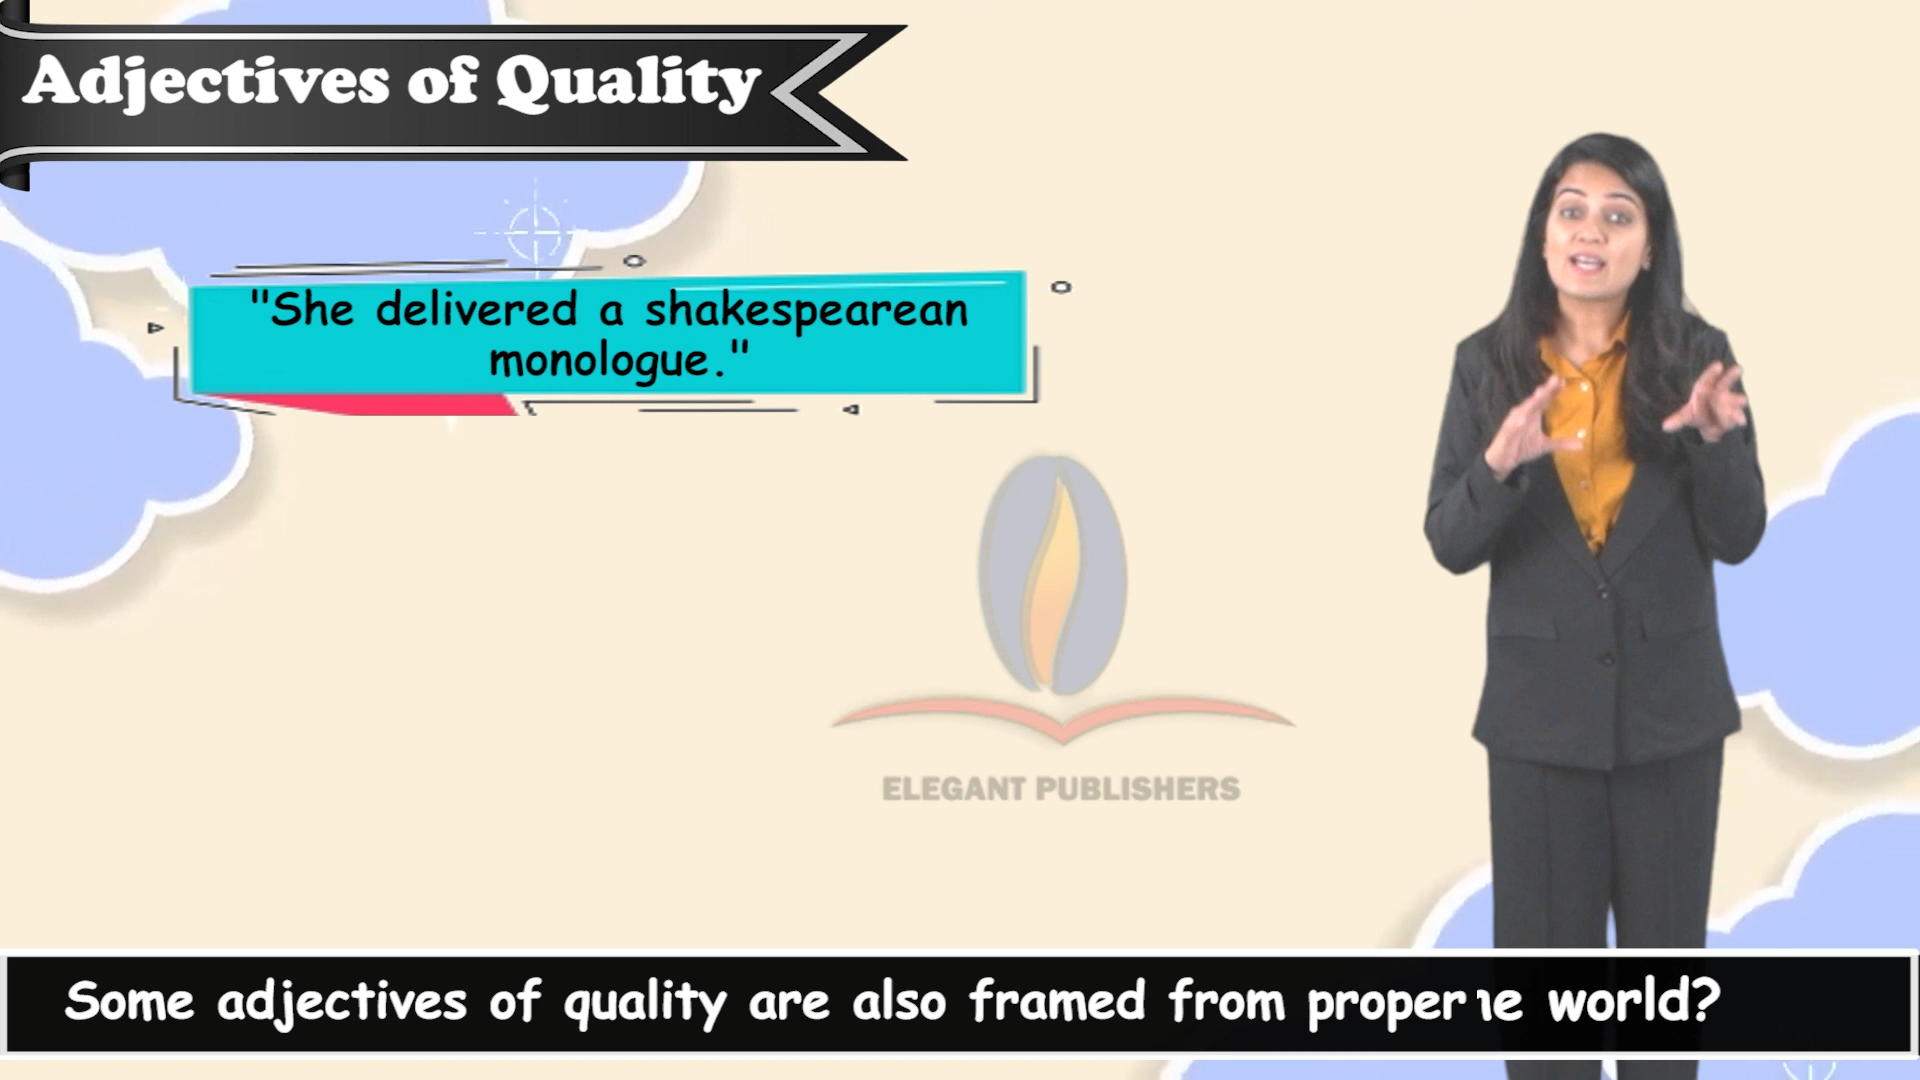 Adjectives of Quality
"She delivered a shakespearean
monologue."
ELEGANT PUBLISHERS
Some adjectives of quality are also framed from proper he world?